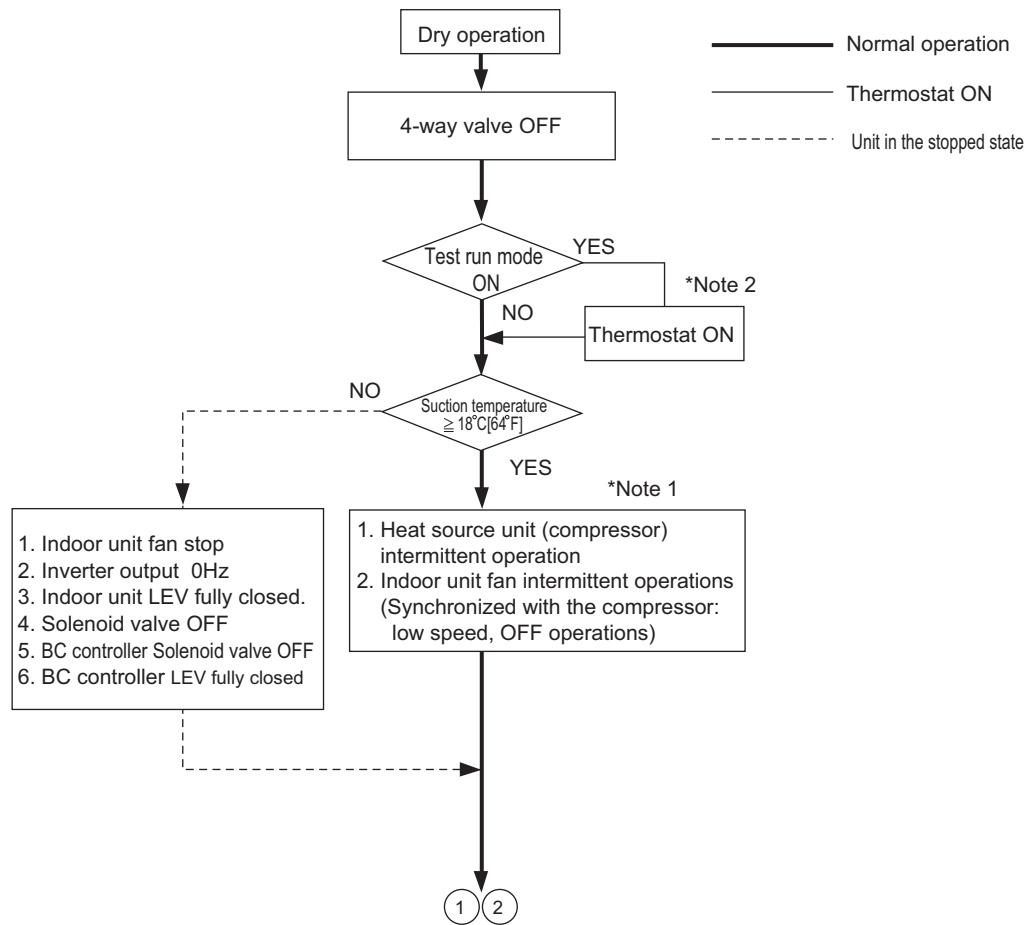 Dry operation
Normal operation
Thermostat ON
Unit in the stopped state
4-way valve OFF
Test run mode
ON
YES
*Note 2
NO
Thermostat ON
NO
Suction temperature
≧ 18°C[64°F]
YES
*Note 1
1. Indoor unit fan stop
2. Inverter output 0Hz
3. Indoor unit LEV fully closed.
4. Solenoid valve OFF
5. BC controller Solenoid valve OFF
6. BC controller LEV fully closed
1. Heat source unit (compressor)
intermittent operation
2. Indoor unit fan intermittent operations
(Synchronized with the compressor:
low speed, OFF operations)
1 2